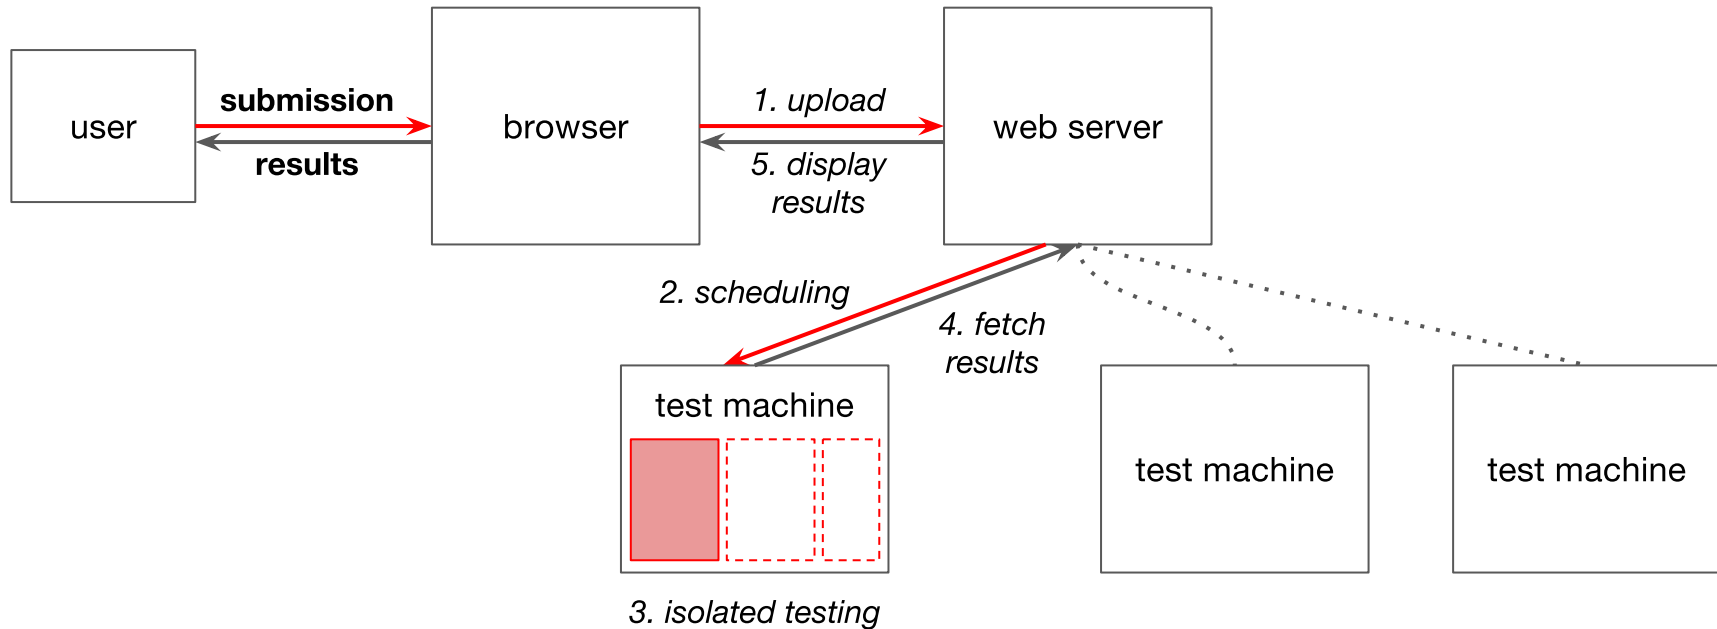 submission
1. upload
user
browser
web server
results
5. display
results
2. scheduling
4. fetch
results
test machine
test machine
test machine
3. isolated testing